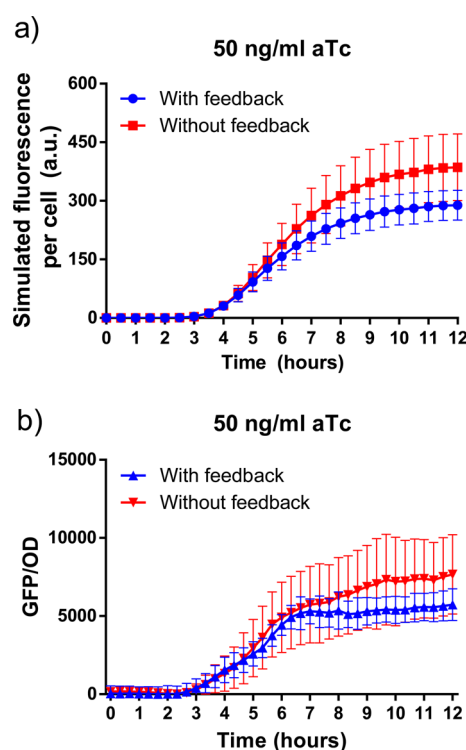 a)
50 ng/ml aTc
With feedback
Without feedback
Simulated fluorescence
per cell (a.u.)
600
450
300
150
0
0 1 2 3 4 5 6 7 8 9 10 11 12
Time (hours)
b)
50 ng/ml aTc
With feedback
Without feedback
GFP/OD
15000
10000
5000
0
0 1 2 3 4 5 6 7 8 9 10 11 12
Time (hours)